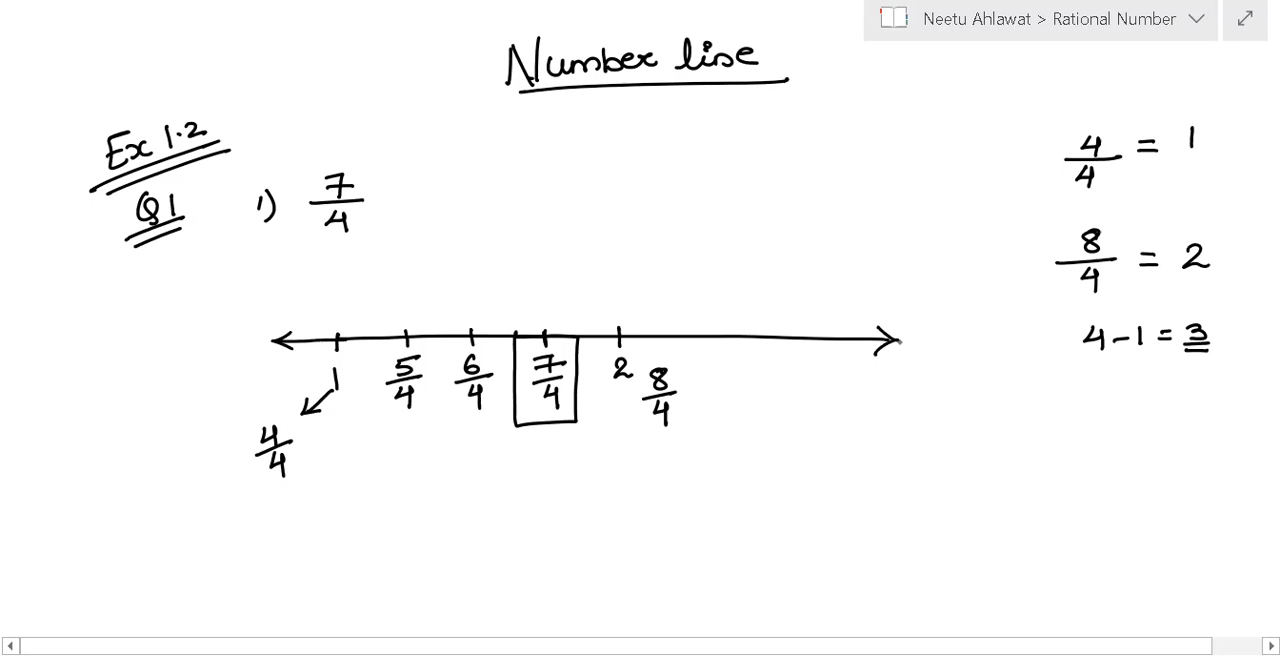 Neetu Ahlawat > Rational Number
Number line
Ex 1.2
Q1 1) 7/4
4/4 = 1
8/4 = 2
4-1 = 3
1 5/4 6/4 7/4 2 8/4
4/4